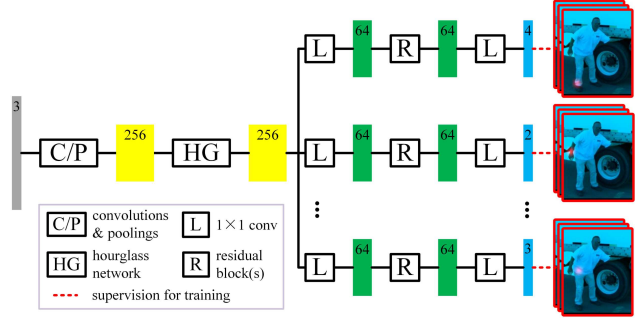 L 64 R 64 L 4
3
C/P 256 HG 256 L 64 R 64 L 2
L 64 R 64 L 3
C/P convolutions & poolings
L 1×1 conv
HG hourglass network
R residual block(s)
supervision for training